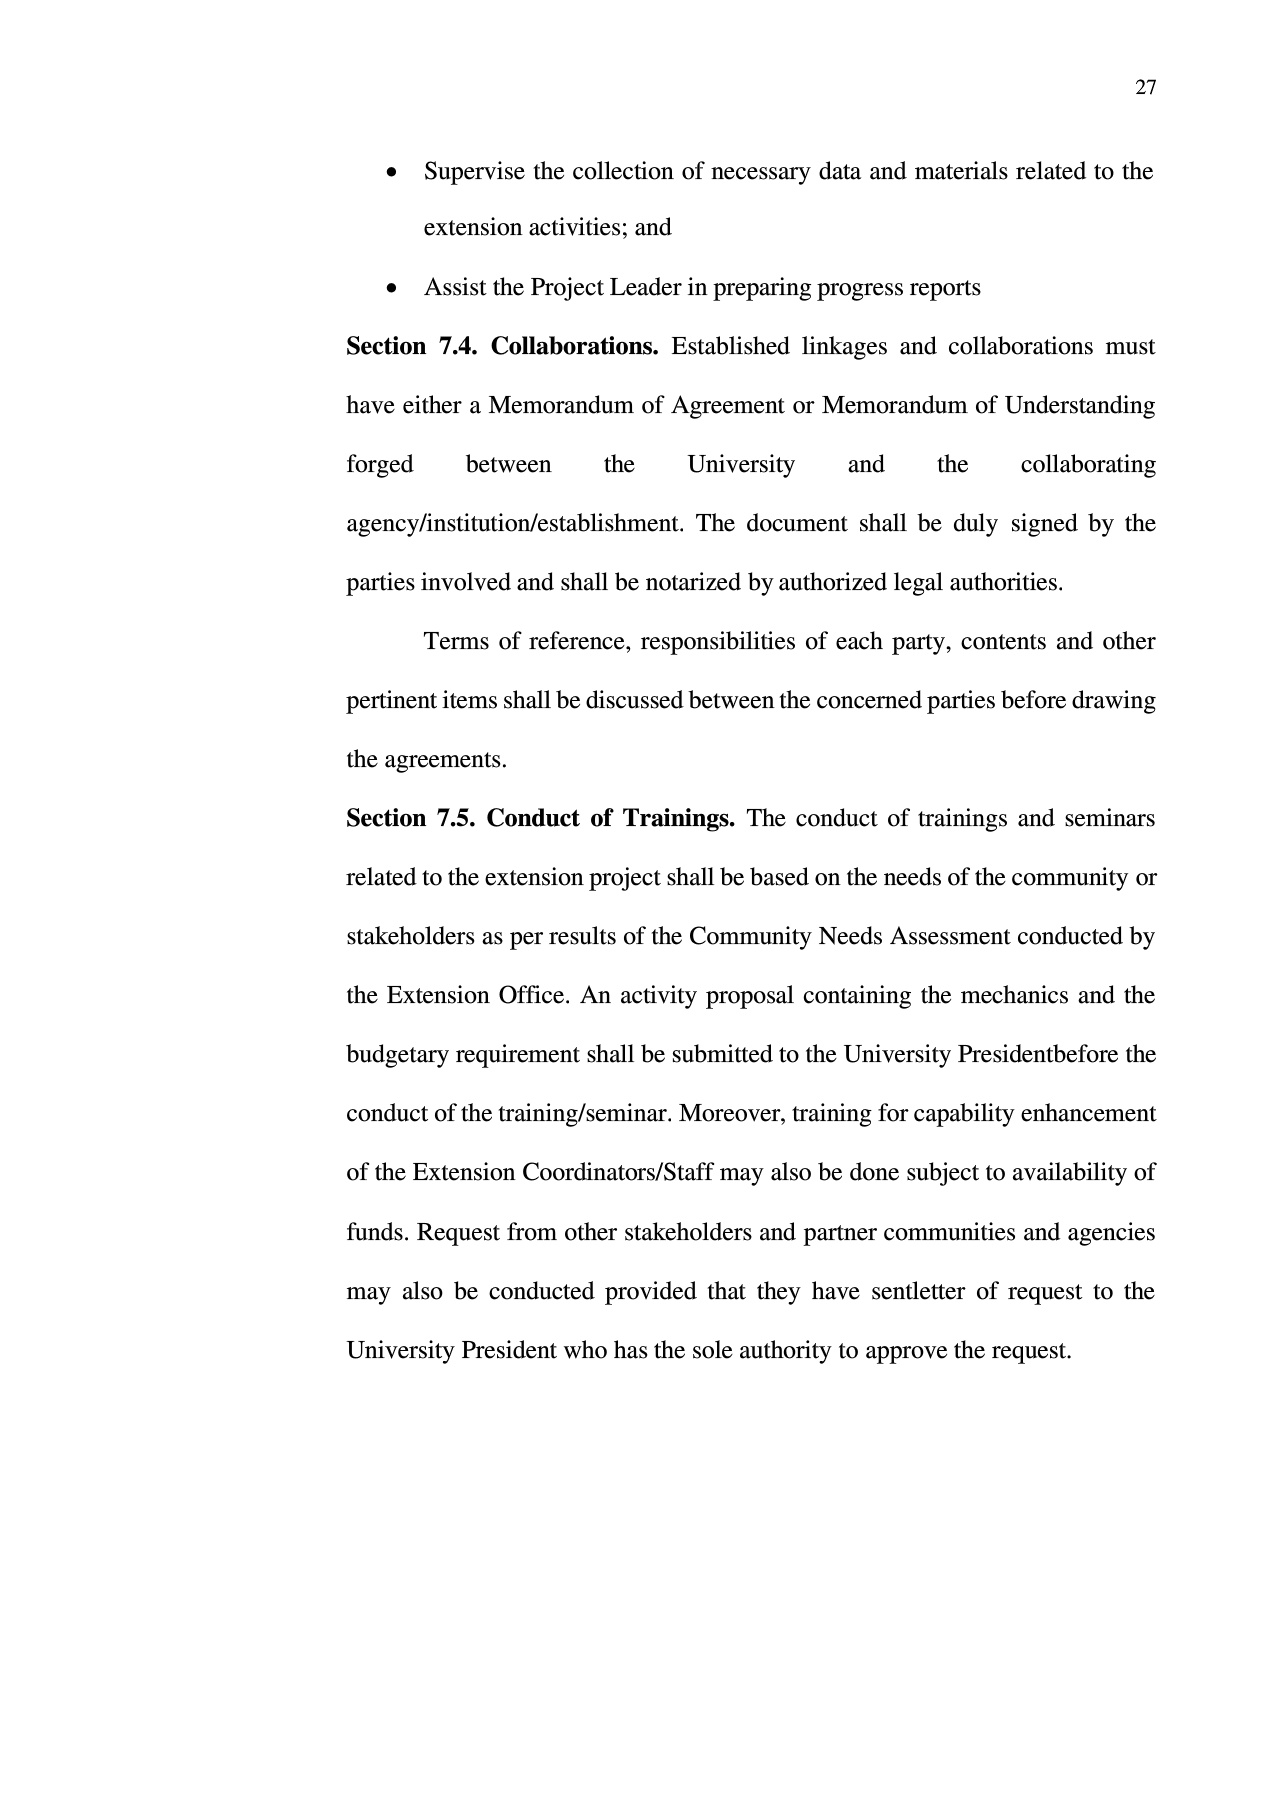 27
• Supervise the collection of necessary data and materials related to the
extension activities; and
• Assist the Project Leader in preparing progress reports
Section 7.4. Collaborations. Established linkages and collaborations must
have either a Memorandum of Agreement or Memorandum of Understanding
forged between the University and the collaborating
agency/institution/establishment. The document shall be duly signed by the
parties involved and shall be notarized by authorized legal authorities.
Terms of reference, responsibilities of each party, contents and other
pertinent items shall be discussed between the concerned parties before drawing
the agreements.
Section 7.5. Conduct of Trainings. The conduct of trainings and seminars
related to the extension project shall be based on the needs of the community or
stakeholders as per results of the Community Needs Assessment conducted by
the Extension Office. An activity proposal containing the mechanics and the
budgetary requirement shall be submitted to the University Presidentbefore the
conduct of the training/seminar. Moreover, training for capability enhancement
of the Extension Coordinators/Staff may also be done subject to availability of
funds. Request from other stakeholders and partner communities and agencies
may also be conducted provided that they have sentletter of request to the
University President who has the sole authority to approve the request.